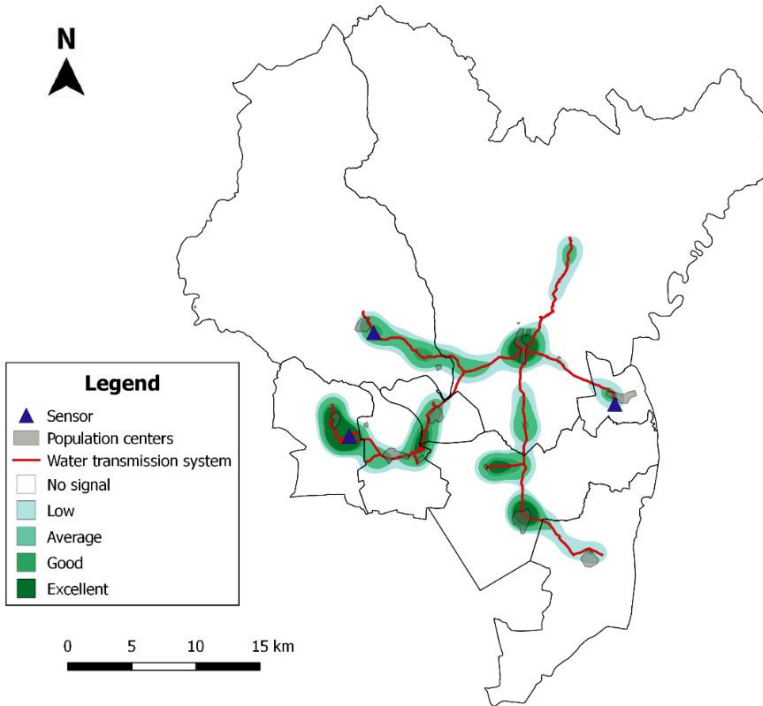 N
Legend
Sensor
Population centers
Water transmission system
No signal
Low
Average
Good
Excellent
0 5 10 15 km